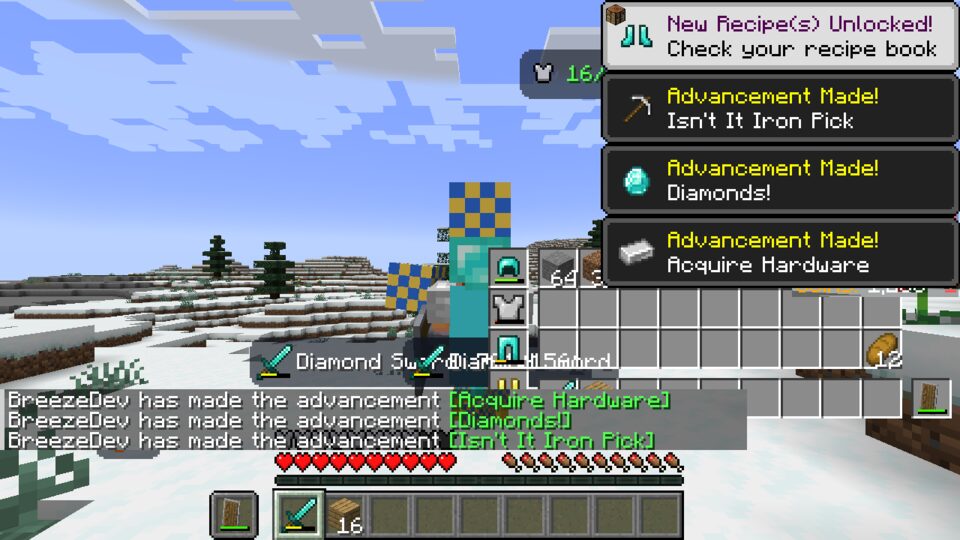 New Recipe(s) Unlocked!
Check your recipe book
16/
Advancement Made!
Isn't It Iron Pick
Advancement Made!
Diamonds!
Advancement Made!
Acquire Hardware
64
12
Diamond
BreezeDev has made the advancement [Acquire Hardware]
BreezeDev has made the advancement [Diamonds!]
BreezeDev has made the advancement [Isn't It Iron Pick]
16